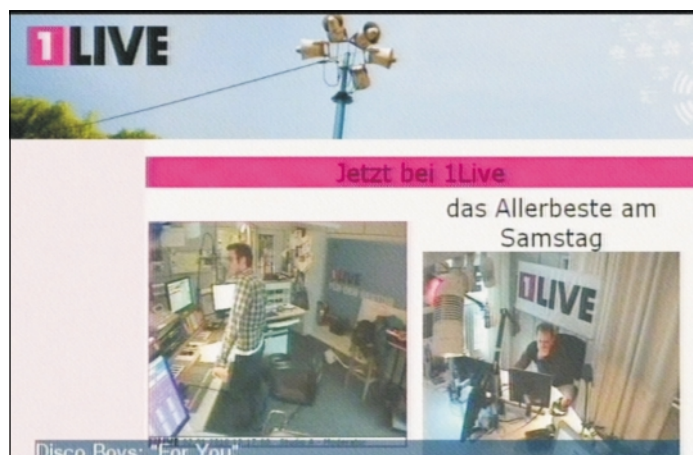 1LIVE
Jetzt bei 1Live
das Allerbeste am
Samstag
1LIVE
Disco Boys: "For You"